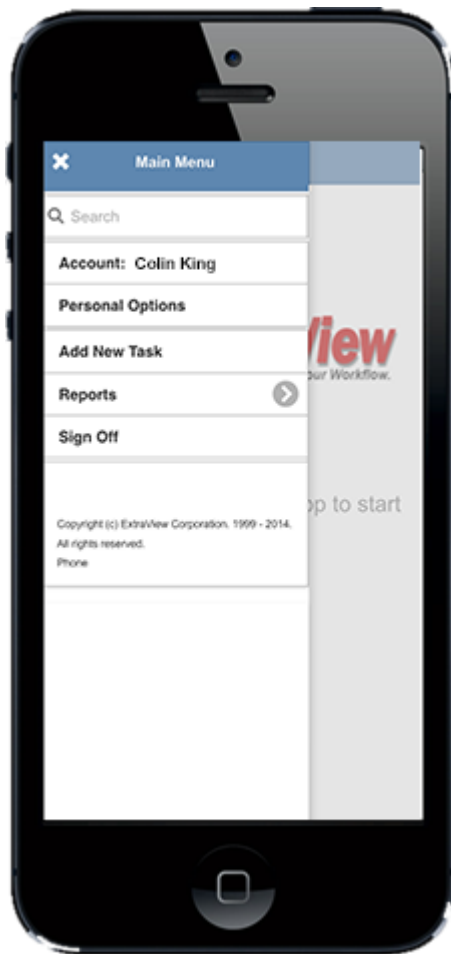 Main Menu
Search
Account: Colin King
Personal Options
Add New Task
View
our Workflow.
Reports
Sign Off
op to start
Copyright (c) ExtraView Corporation. 1999 - 2014.
All rights reserved.
Phone